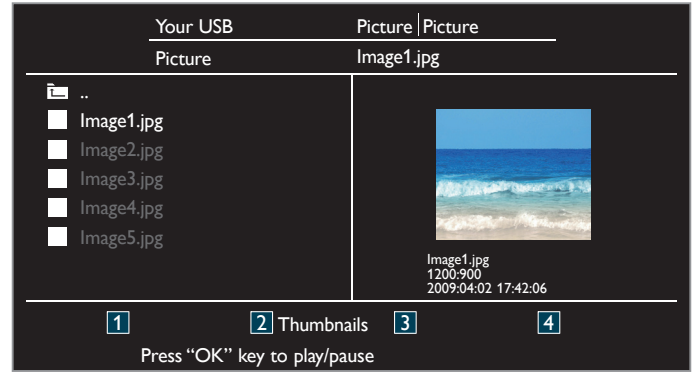 Your USB Picture | Picture
Picture Image1.jpg
..
Image1.jpg
Image2.jpg
Image3.jpg
Image4.jpg
Image5.jpg
Image1.jpg
1200:900
2009:04:02 17:42:06
1 2 Thumbnails 3 4
Press “OK” key to play/pause